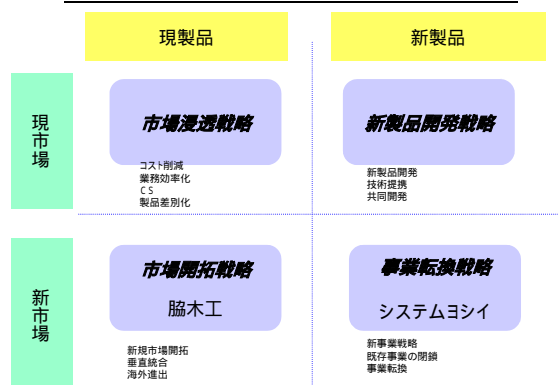 現製品
新製品
現市場
市場浸透戦略
コスト削減
業務効率化
CS
製品差別化
新製品開発戦略
新製品開発
技術提携
共同開発
新市場
市場開拓戦略
脇木工
新規市場開拓
垂直統合
海外進出
事業転換戦略
システムヨシイ
新事業戦略
既存事業の閉鎖
事業転換